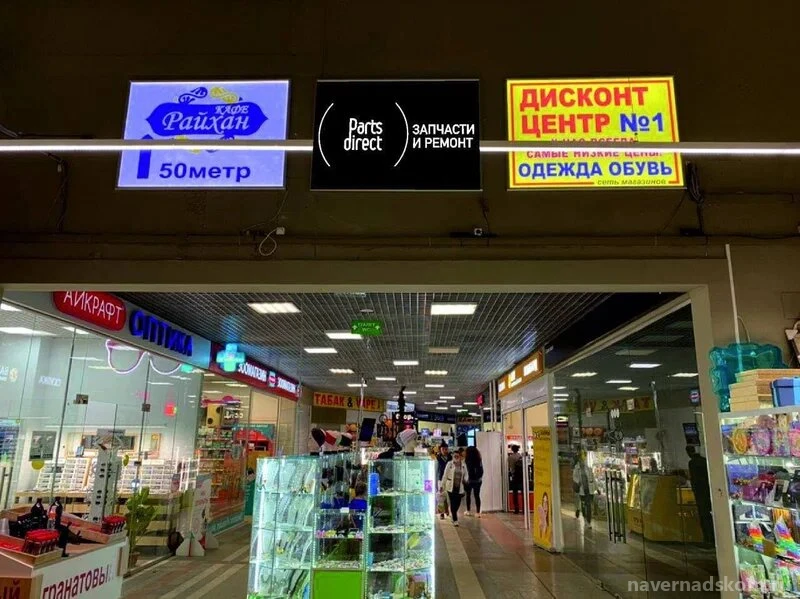 КАФЕ
Райхан
50метр
Parts
direct
ЗАПЧАСТИ
И РЕМОНТ
ДИСКОНТ
ЦЕНТР №1
САМЫЕ НИЗКИЕ ЦЕНЫ!
ОДЕЖДА ОБУВЬ
сеть магазинов
АЙКРАФТ
ОПТИКА
ЗООМАГАЗИН
ТАБАК &
ГРАНАТОВЫ
navernadskom